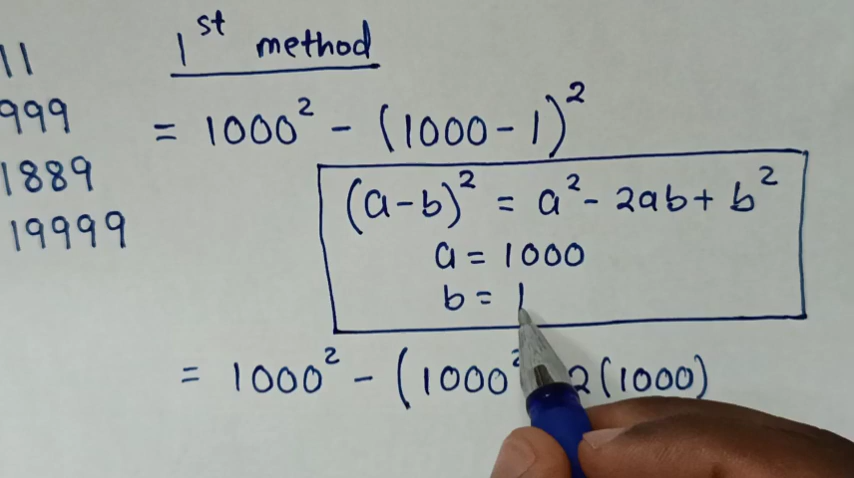 1st method
11
999
= 1000² - (1000-1)²
1889
(a-b)² = a² - 2ab + b²
19999
a = 1000
b = 1
= 1000² - (1000² 2(1000)